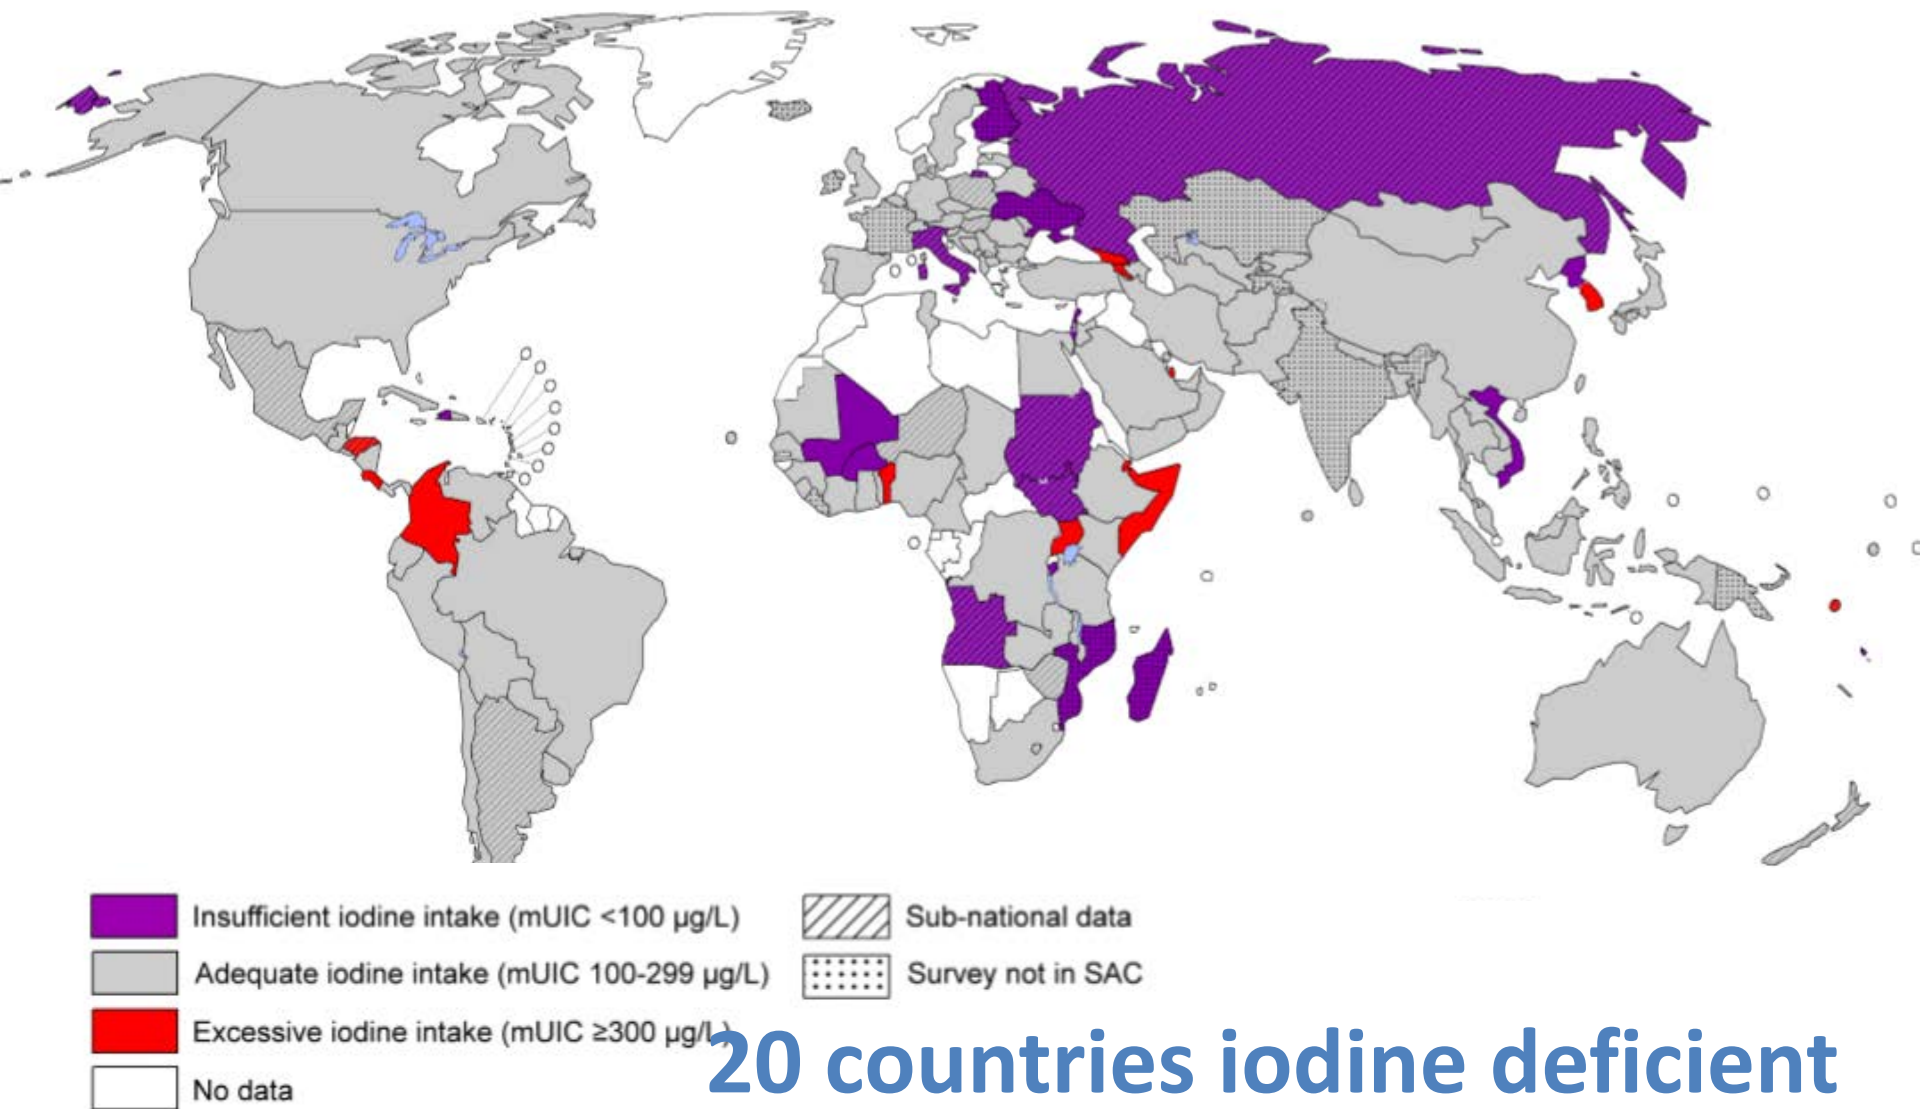 Insufficient iodine intake (mUIC <100 µg/L)
Adequate iodine intake (mUIC 100-299 µg/L)
Excessive iodine intake (mUIC ≥300 µg/L)
No data
Sub-national data
Survey not in SAC
20 countries iodine deficient